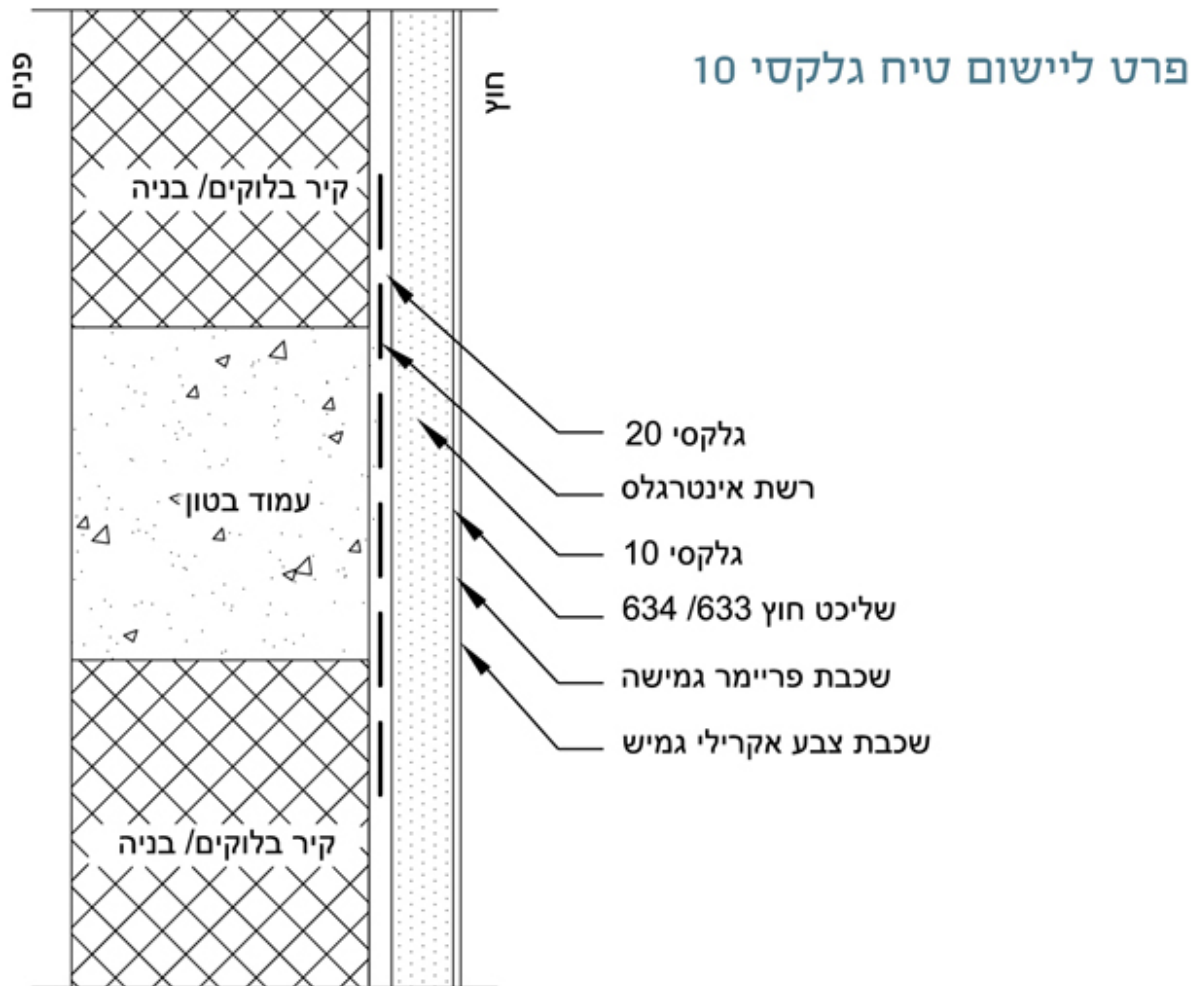 פרט ליישום טיח גלקסי 10
פנים
חוץ
קיר בלוקים/ בניה
עמוד בטון
קיר בלוקים/ בניה
גלקסי 20
רשת אינטרגלס
גלקסי 10
שליכט חוץ 633/ 634
שכבת פריימר גמישה
שכבת צבע אקרילי גמיש